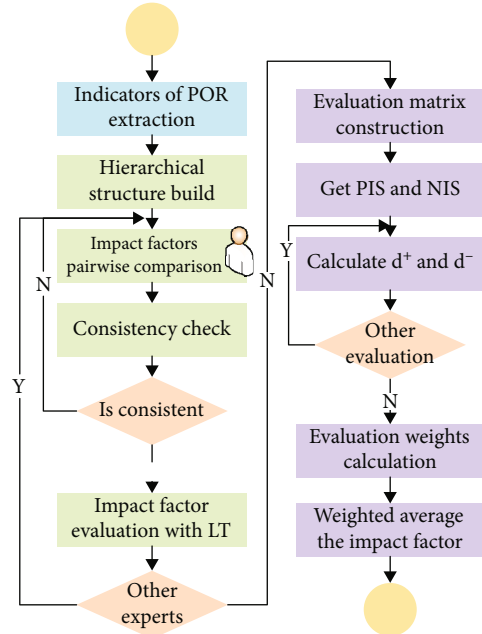 Indicators of POR
extraction
Hierarchical
structure build
Impact factors
pairwise comparison
N
Consistency check
Y
Is consistent
Impact factor
evaluation with LT
Other
experts
N
Evaluation matrix
construction
Get PIS and NIS
Y
Calculate d⁺ and d⁻
Other
evaluation
N
Evaluation weights
calculation
Weighted average
the impact factor